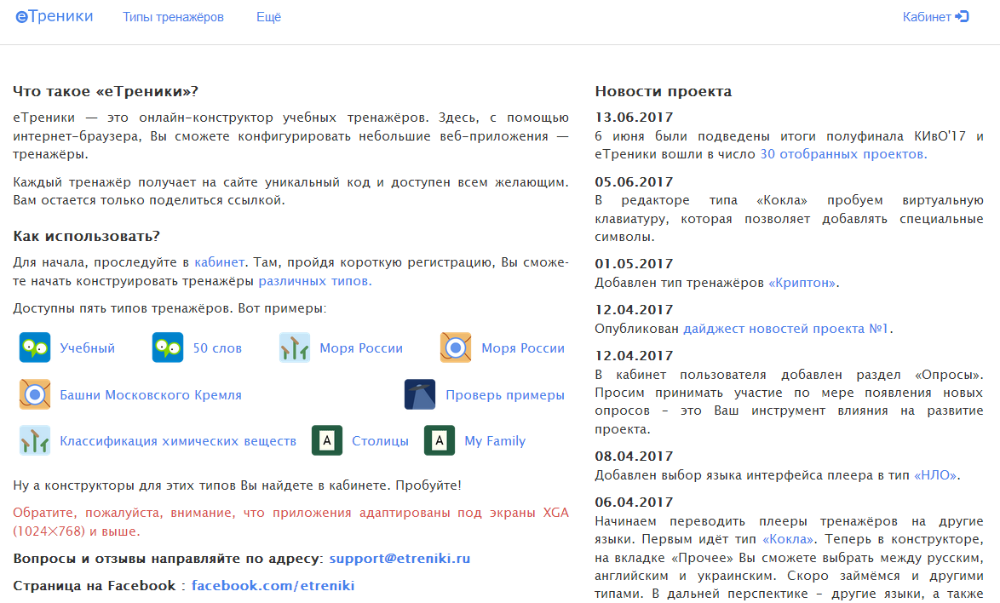 еТреники
Типы тренажёров
Ещё
Кабинет
Что такое «еТреники»?
еТреники — это онлайн-конструктор учебных тренажёров. Здесь, с помощью
интернет-браузера, Вы сможете конфигурировать небольшие веб-приложения —
тренажёры.
Каждый тренажёр получает на сайте уникальный код и доступен всем желающим.
Вам остается только поделиться ссылкой.
Как использовать?
Для начала, проследуйте в кабинет. Там, пройдя короткую регистрацию, Вы сможе-
те начать конструировать тренажёры различных типов.
Доступны пять типов тренажёров. Вот примеры:
Учебный
50 слов
Моря России
Моря России
Башни Московского Кремля
Проверь примеры
Классификация химических веществ
A Столицы
A My Family
Ну а конструкторы для этих типов Вы найдете в кабинете. Пробуйте!
Обратите, пожалуйста, внимание, что приложения адаптированы под экраны XGA
(1024×768) и выше.
Вопросы и отзывы направляйте по адресу: support@etreniki.ru
Страница на Facebook : facebook.com/etreniki
Новости проекта
13.06.2017
6 июня были подведены итоги полуфинала КИвО'17 и
еТреники вошли в число 30 отобранных проектов.
05.06.2017
В редакторе типа «Кокла» пробуем виртуальную
клавиатуру, которая позволяет добавлять специальные
символы.
01.05.2017
Добавлен тип тренажёров «Криптон».
12.04.2017
Опубликован дайджест новостей проекта №1.
12.04.2017
В кабинет пользователя добавлен раздел «Опросы».
Просим принимать участие по мере появления новых
опросов - это Ваш инструмент влияния на развитие
проекта.
08.04.2017
Добавлен выбор языка интерфейса плеера в тип «НЛО».
06.04.2017
Начинаем переводить плееры тренажёров на другие
языки. Первым идёт тип «Кокла». Теперь в конструкторе,
на вкладке «Прочее» Вы сможете выбрать между русским,
английским и украинским. Скоро займёмся и другими
типами. В дальней перспективе - другие языки, а также